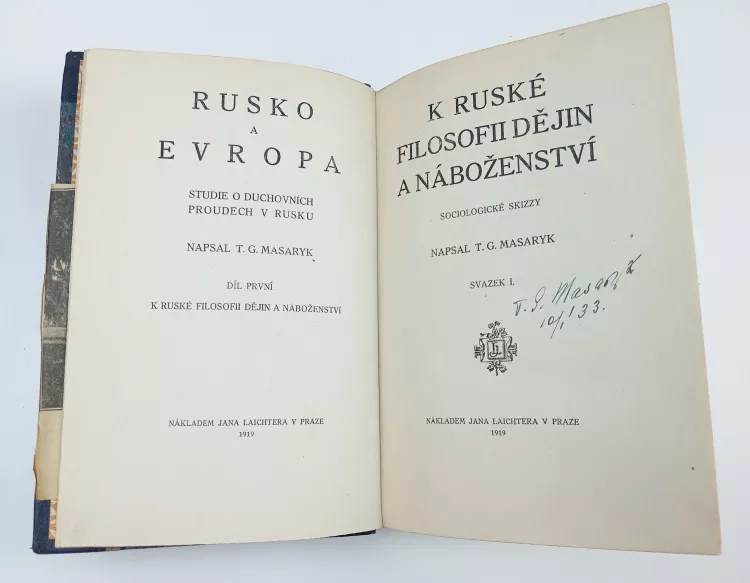 RUSKO
A
EVROPA
STUDIE O DUCHOVNÍCH
PROUDECH V RUSKU
NAPSAL T. G. MASARYK
DÍL PRVNÍ
K RUSKÉ FILOSOFII DĚJIN A NÁBOŽENSTVÍ
NÁKLADEM JANA LAICHTERA V PRAZE
1919
K RUSKÉ
FILOSOFII DĚJIN
A NÁBOŽENSTVÍ
SOCIOLOGICKÉ SKIZZY
NAPSAL T. G. MASARYK
SVAZEK I.
T. G. Masaryk
10/I 33.
JL
NÁKLADEM JANA LAICHTERA V PRAZE
1919